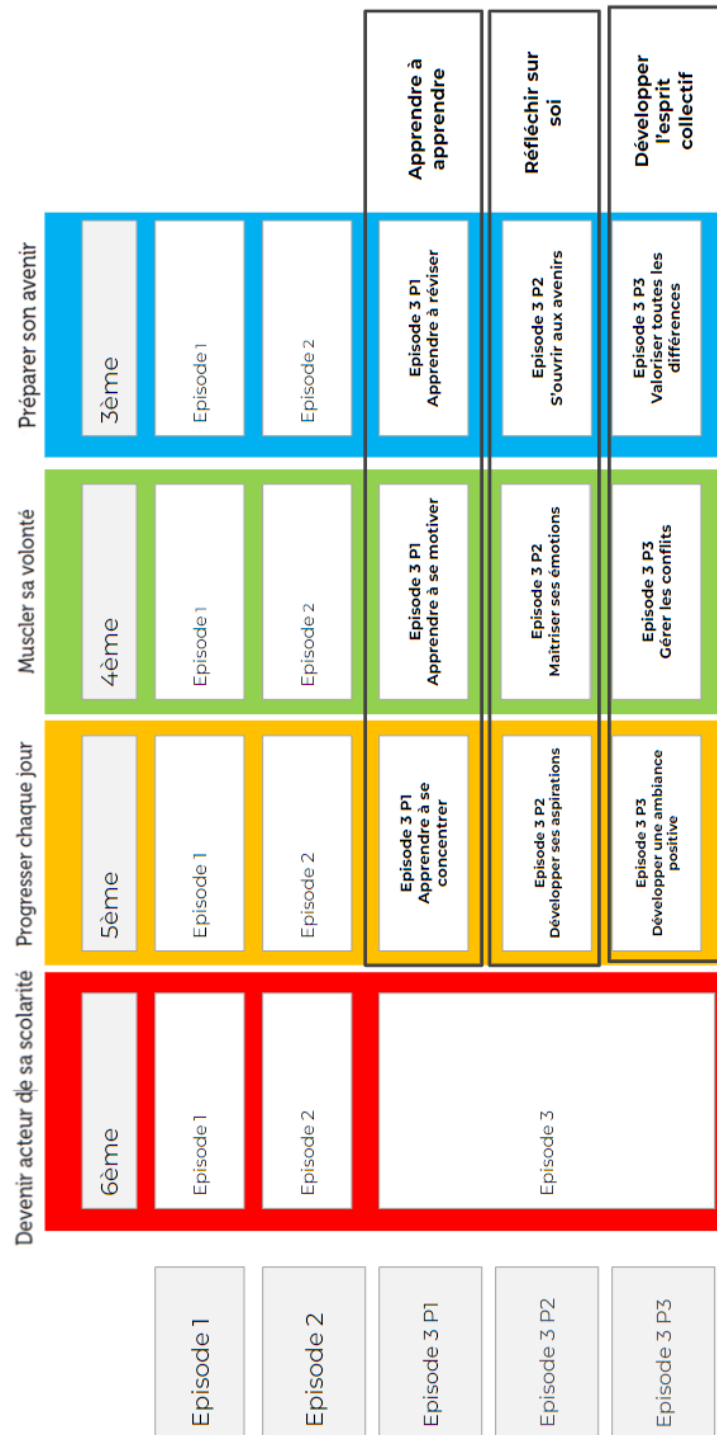 Devenir acteur de sa scolarité
Progresser chaque jour
Muscler sa volonté
Préparer son avenir
6ème
5ème
4ème
3ème
Episode 1
Episode 1
Episode 1
Episode 1
Episode 1
Episode 2
Episode 2
Episode 2
Episode 2
Episode 2
Episode 3 P1
Episode 3
Episode 3 P1
Apprendre à se
concentrer
Episode 3 P1
Apprendre à se motiver
Episode 3 P1
Apprendre à réviser
Apprendre à
apprendre
Episode 3 P2
Episode 3 P2
Développer ses aspirations
Episode 3 P2
Maîtriser ses émotions
Episode 3 P2
S'ouvrir aux avenirs
Réfléchir sur
soi
Episode 3 P3
Episode 3 P3
Développer une ambiance
positive
Episode 3 P3
Gérer les conflits
Episode 3 P3
Valoriser toutes les
différences
Développer
l'esprit
collectif